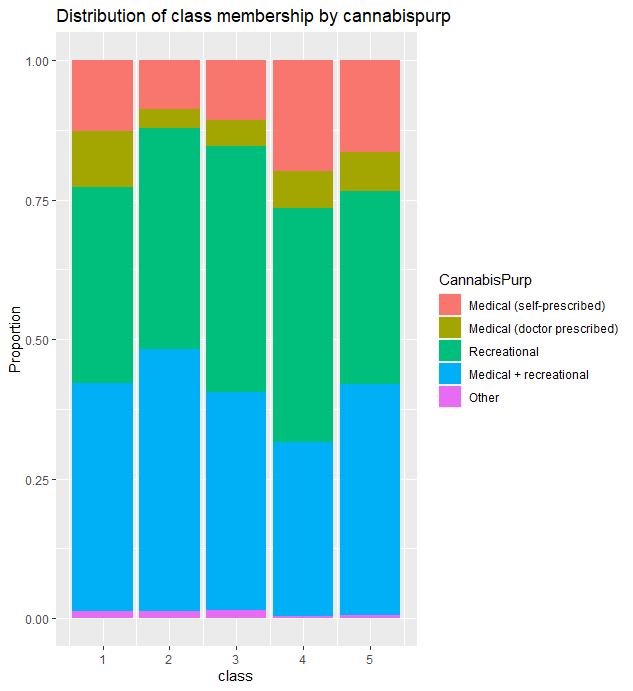 Distribution of class membership by cannabispurp
1.00
0.75
0.50
0.25
0.00
Proportion
1 2 3 4 5
class
CannabisPurp
Medical (self-prescribed)
Medical (doctor prescribed)
Recreational
Medical + recreational
Other